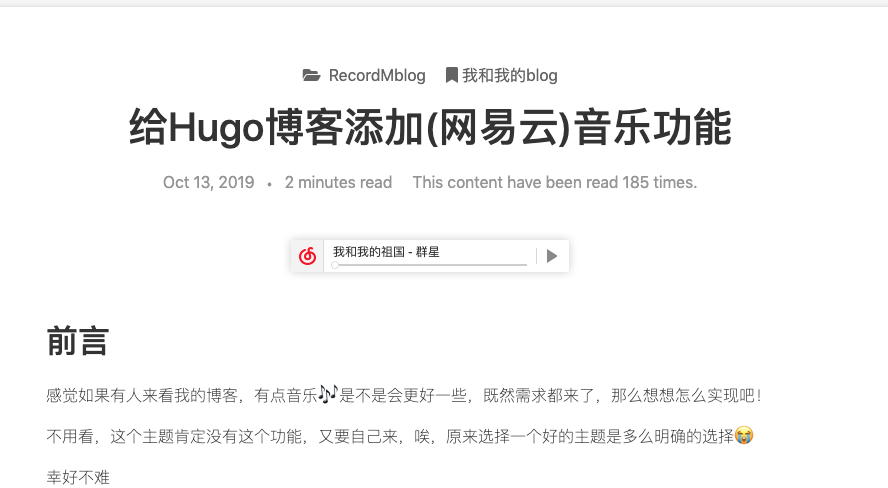 RecordMblog 我和我的blog
给Hugo博客添加(网易云)音乐功能
Oct 13, 2019 • 2 minutes read This content have been read 185 times.
我和我的祖国 - 群星
前言
感觉如果有人来看我的博客，有点音乐🎶是不是会更好一些，既然需求都来了，那么想想怎么实现吧！
不用看，这个主题肯定没有这个功能，又要自己来，唉，原来选择一个好的主题是多么明确的选择😭
幸好不难